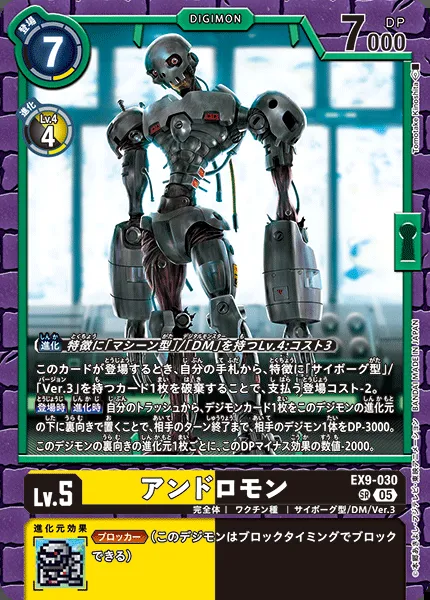 DIGIMON
登場
7
DP
7000
進化
Lv.4
4
Tomotake Kinoshita
進化 特徴に「マシーン型」/「DM」を持つLv.4:コスト3
このカードが登場するとき、自分の手札から、特徴に「サイボーグ型」/
「Ver.3」を持つカード1枚を破棄することで、支払う登場コスト-2。
登場時 進化時 自分のトラッシュから、デジモンカード1枚をこのデジモンの進化元
の下に裏向きで置くことで、相手のターン終了まで、相手のデジモン1体をDP-3000。
このデジモンの裏向きの進化元1枚ごとに、このDPマイナス効果の数値-2000。
BANDAI MADE IN JAPAN
Lv.5
アンドロモン
EX9-030
SR 05
完全体 | ワクチン種 | サイボーグ型/DM/Ver.3
進化元効果
ブロッカー (このデジモンはブロックタイミングでブロック
できる)